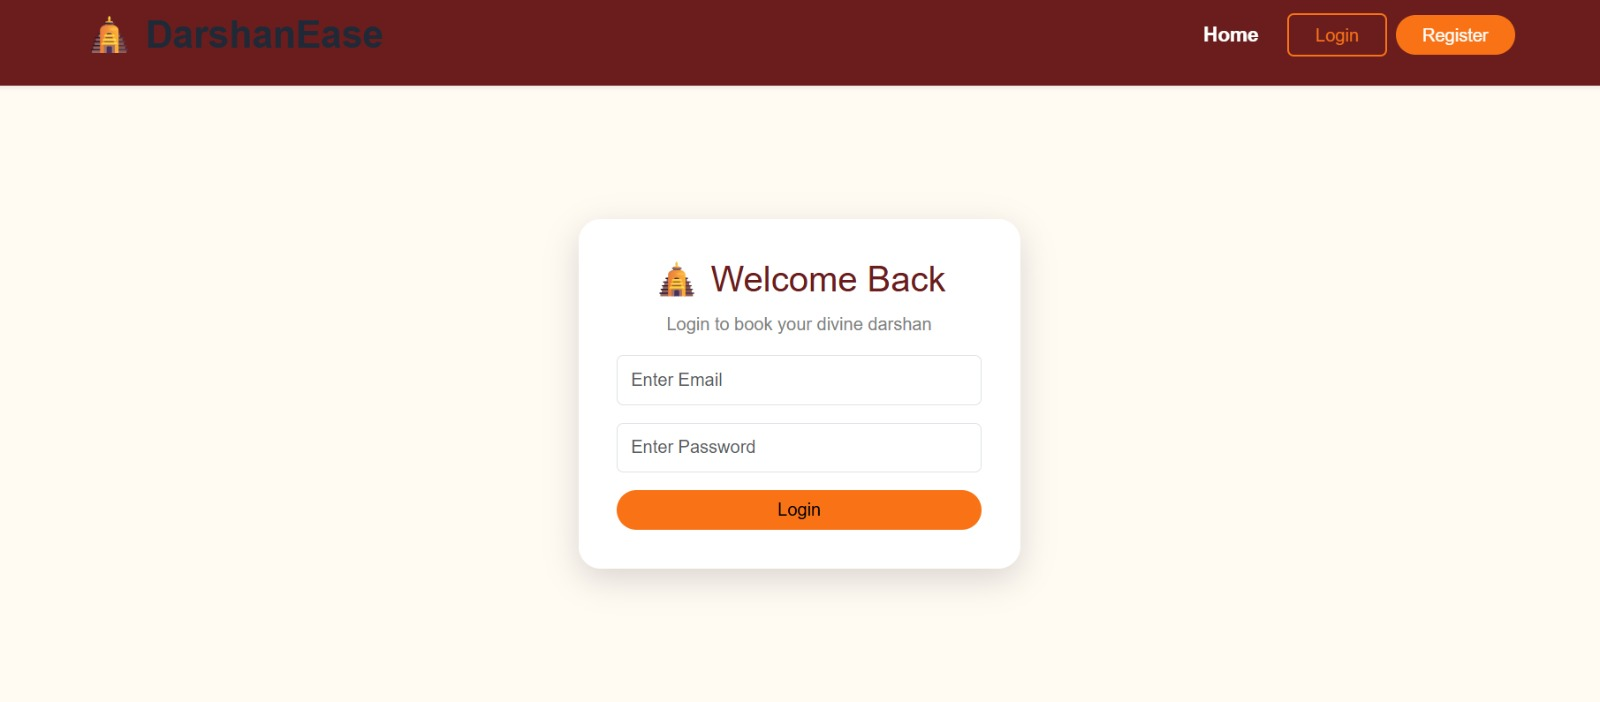 DarshanEase
Home
Login
Register
Welcome Back
Login to book your divine darshan
Enter Email
Enter Password
Login